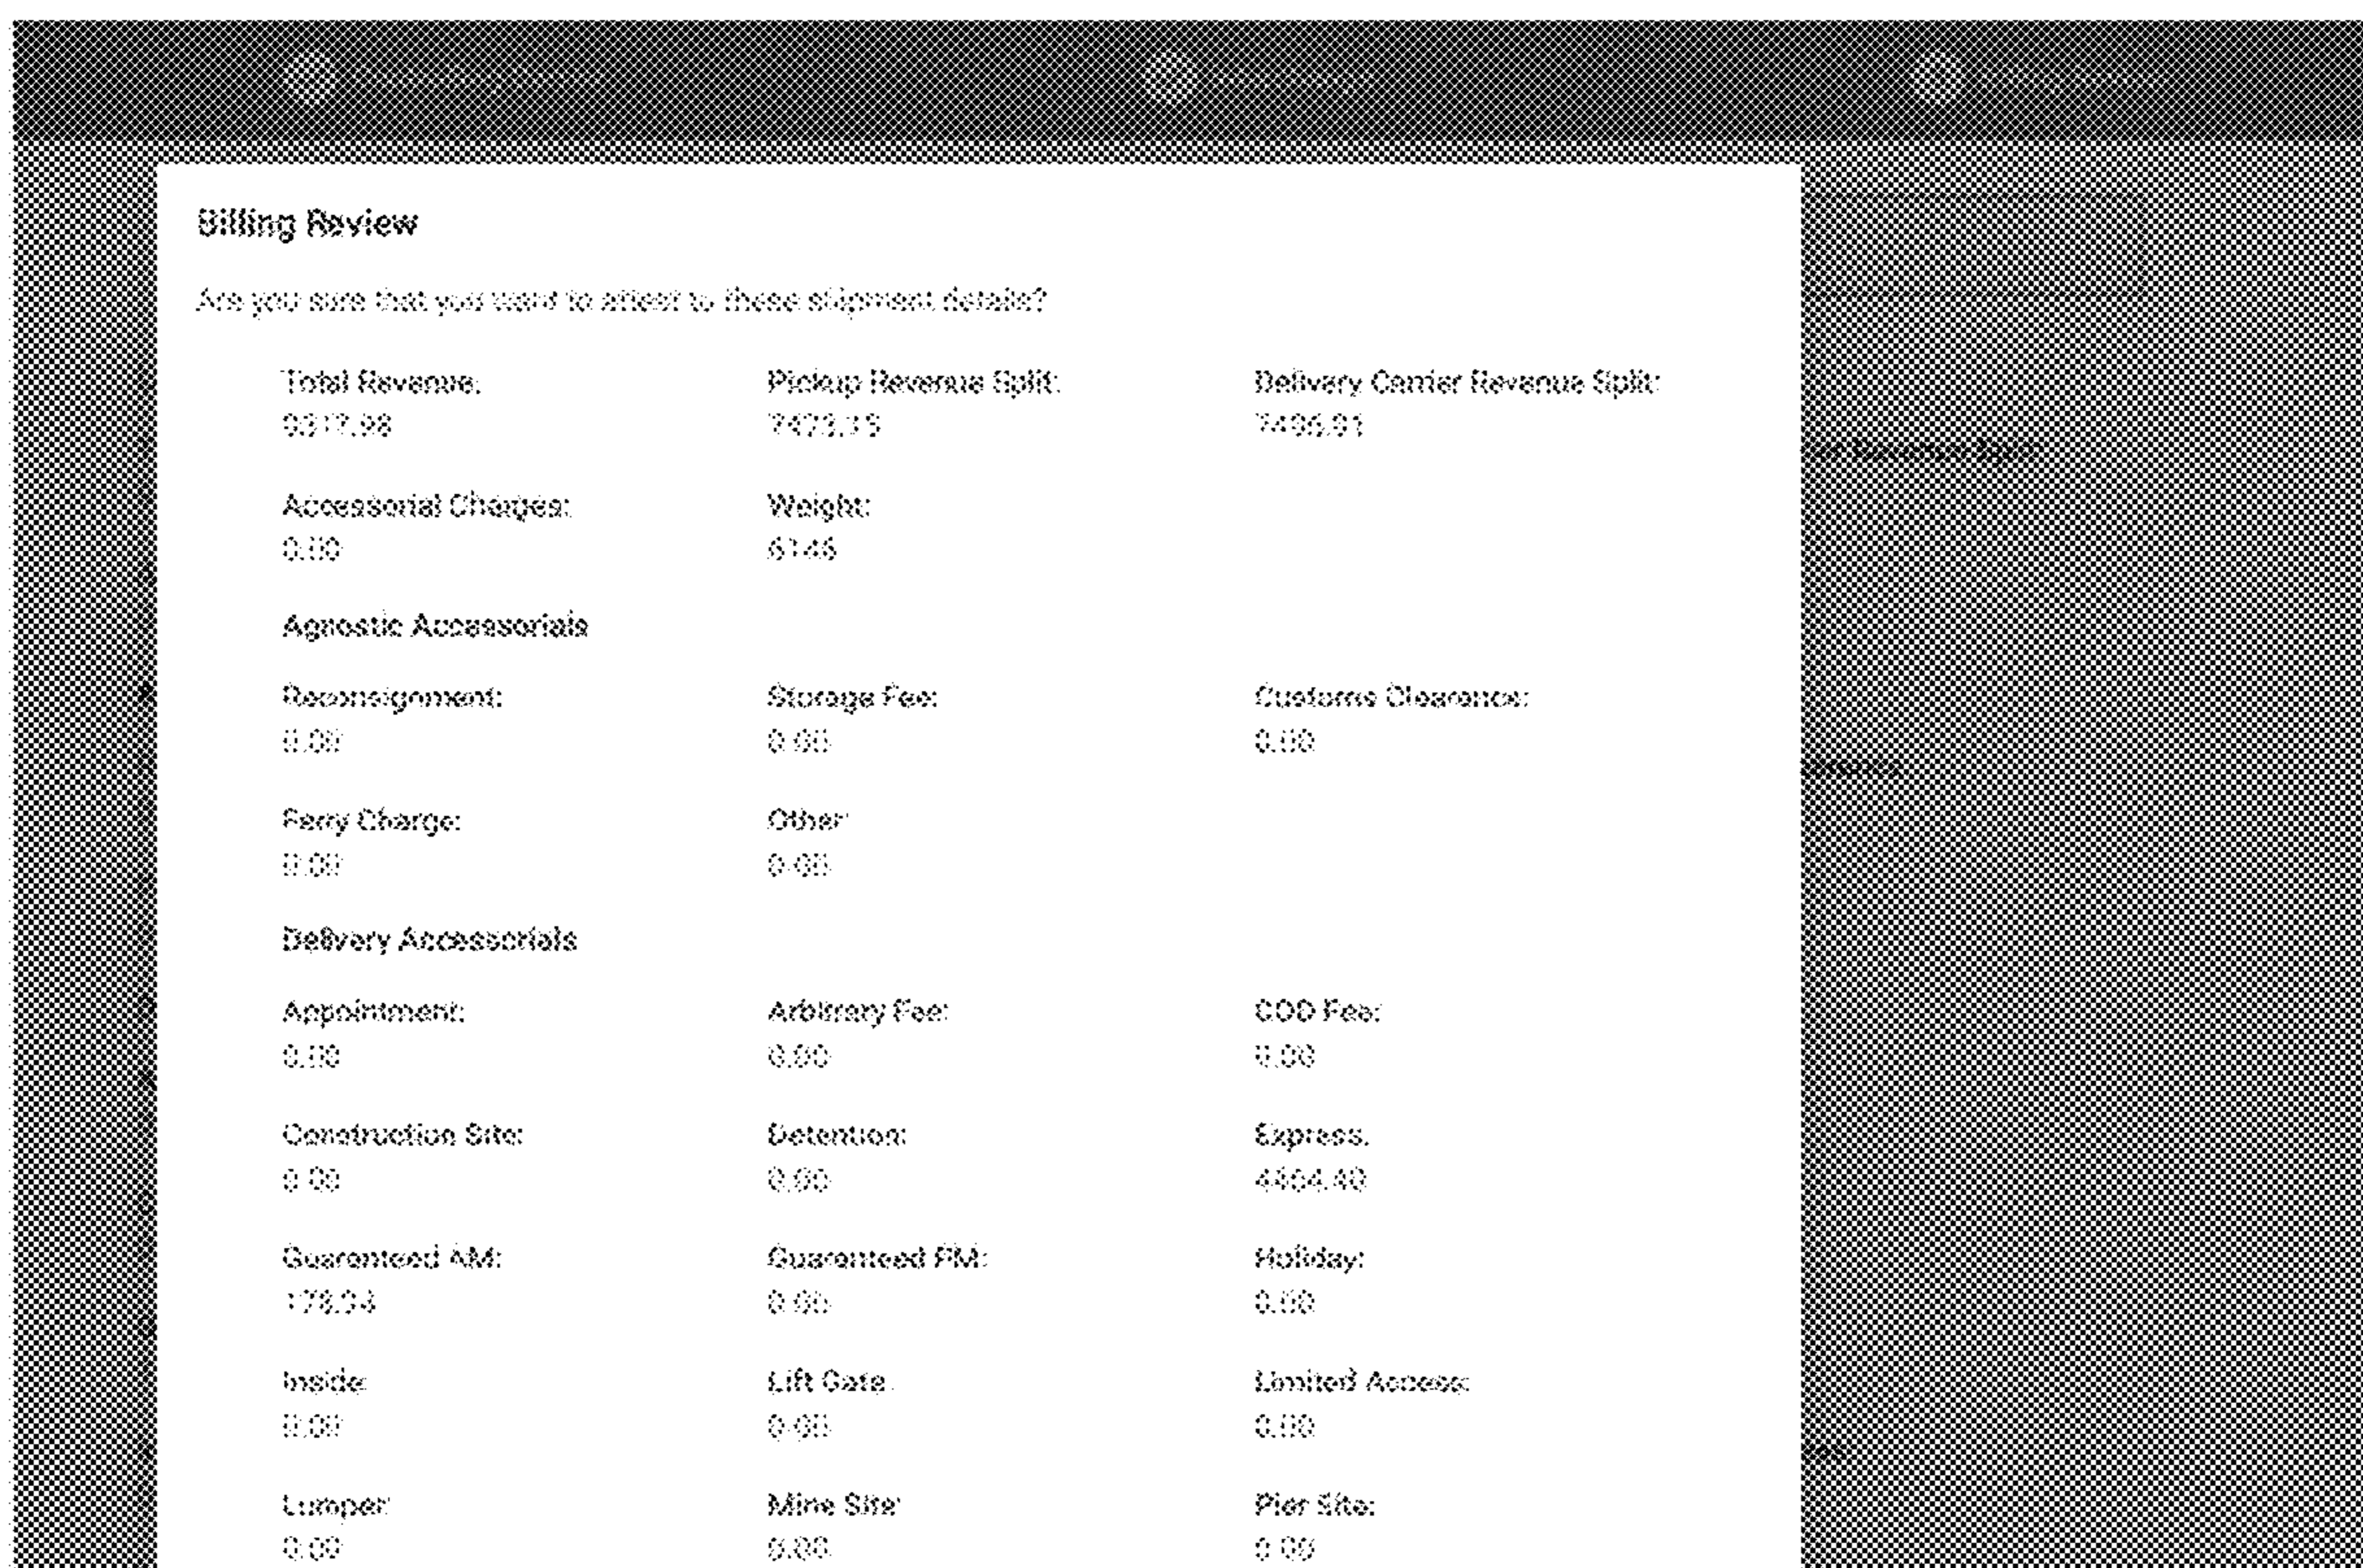 Billing Review
Are you sure that you want to attest to these shipment details?
Total Revenue: Pickup Revenue Split: Delivery Carrier Revenue Split:
9317.98 7473.15 7496.91
Accessorial Charges: Weight:
0.00 6146
Agnostic Accessorials
Reconsignment: Storage Fee: Customs Clearance:
0.00 0.00 0.00
Ferry Charge: Other:
0.00 0.00
Delivery Accessorials
Appointment: Arbitrary Fee: COD Fee:
0.00 0.00 0.00
Construction Site: Detention: Express:
0.00 0.00
Guaranteed AM: Guaranteed PM: Holiday:
0.00 0.00
Inside: Lift Gate: Limited Access:
0.00 0.00 0.00
Lumper: Mine Site: Pier Site:
0.00 0.00 0.00